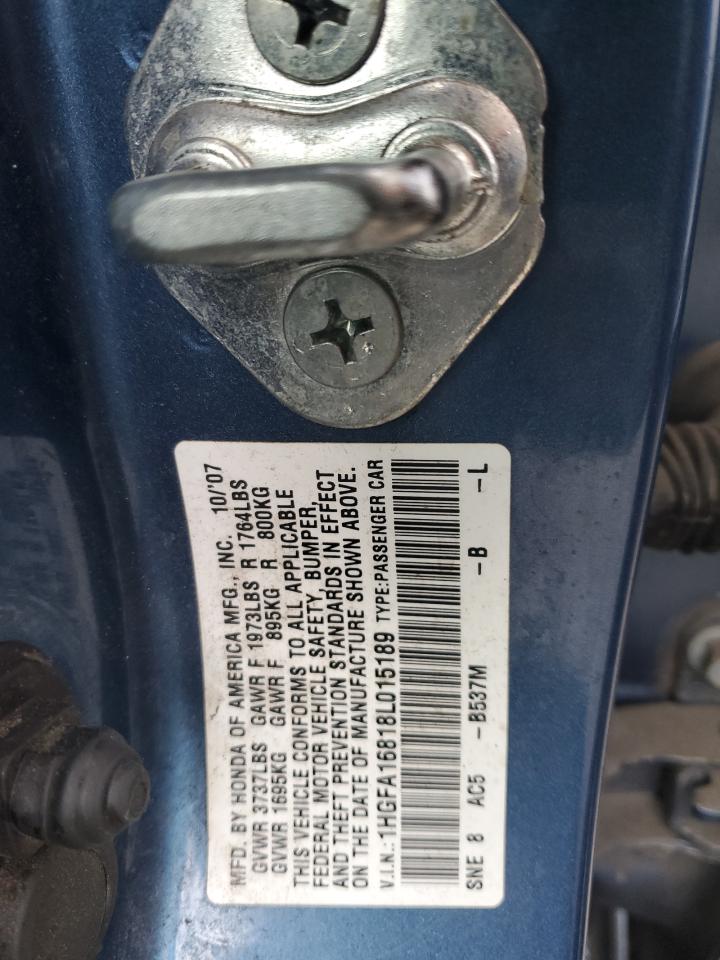 MFD. BY HONDA OF AMERICA MFG., INC. 10/'07
GVWR 3737LBS GAWR F 1973LBS R 1764LBS
GVWR 1695KG GAWR F 895KG R 800KG
THIS VEHICLE CONFORMS TO ALL APPLICABLE
FEDERAL MOTOR VEHICLE SAFETY, BUMPER,
AND THEFT PREVENTION STANDARDS IN EFFECT
ON THE DATE OF MANUFACTURE SHOWN ABOVE.
V.I.N.: 1HGFA16818L015189 TYPE:PASSENGER CAR
SNE 8 AC5 -B537M -B -L